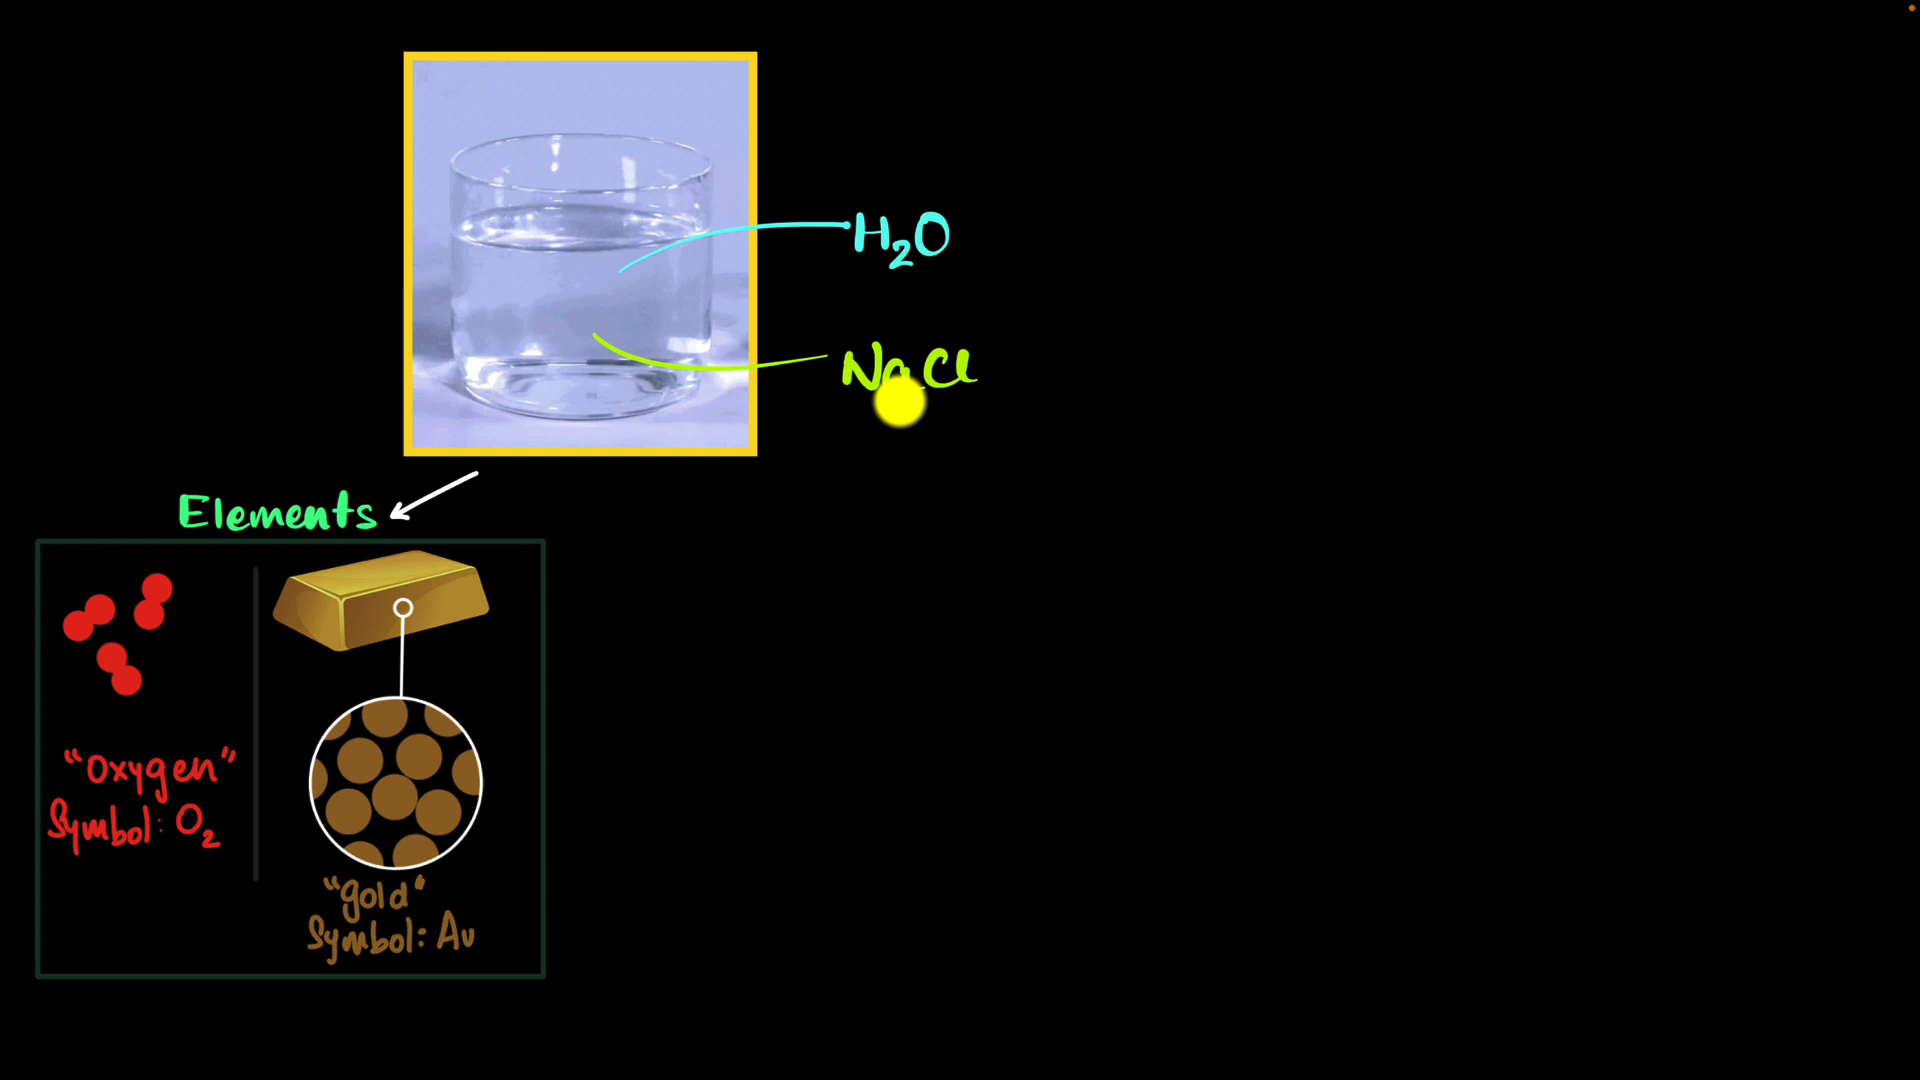 H₂O
NaCl
Elements
"Oxygen"
Symbol: O₂
"gold"
Symbol: Au